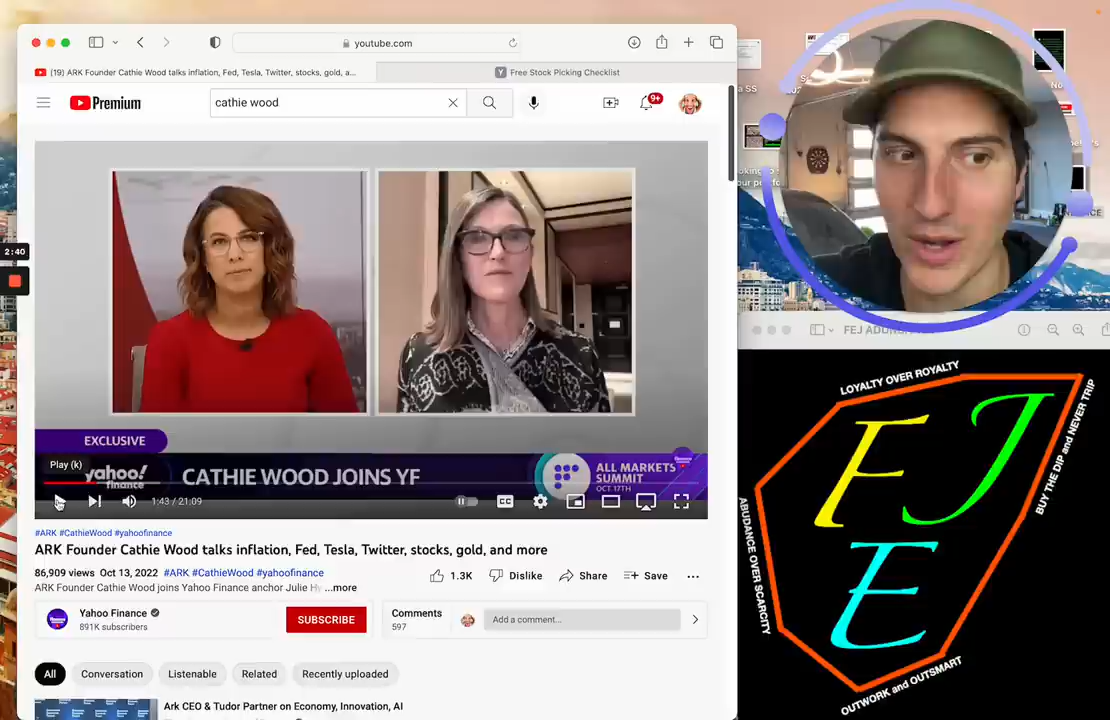 youtube.com
(19) ARK Founder Cathie Wood talks inflation, Fed, Tesla, Twitter, stocks, gold, a...
Free Stock Picking Checklist
Premium
cathie wood
9+
2:40
EXCLUSIVE
Play (k)
yahoo!
finance
CATHIE WOOD JOINS YF
ALL MARKETS
SUMMIT
OCT 17TH
1:43 / 21:09
CC
#ARK #CathieWood #yahoofinance
ARK Founder Cathie Wood talks inflation, Fed, Tesla, Twitter, stocks, gold, and more
86,909 views Oct 13, 2022 #ARK #CathieWood #yahoofinance
1.3K
Dislike
Share
Save
ARK Founder Cathie Wood joins Yahoo Finance anchor Julie Hy ...more
Yahoo Finance
891K subscribers
SUBSCRIBE
Comments
597
Add a comment...
All
Conversation
Listenable
Related
Recently uploaded
Ark CEO & Tudor Partner on Economy, Innovation, AI
LOYALTY OVER ROYALTY
BUY THE DIP and NEVER TRIP
ABUDANCE OVER SCARCITY
OUTWORK and OUTSMART
F J
E